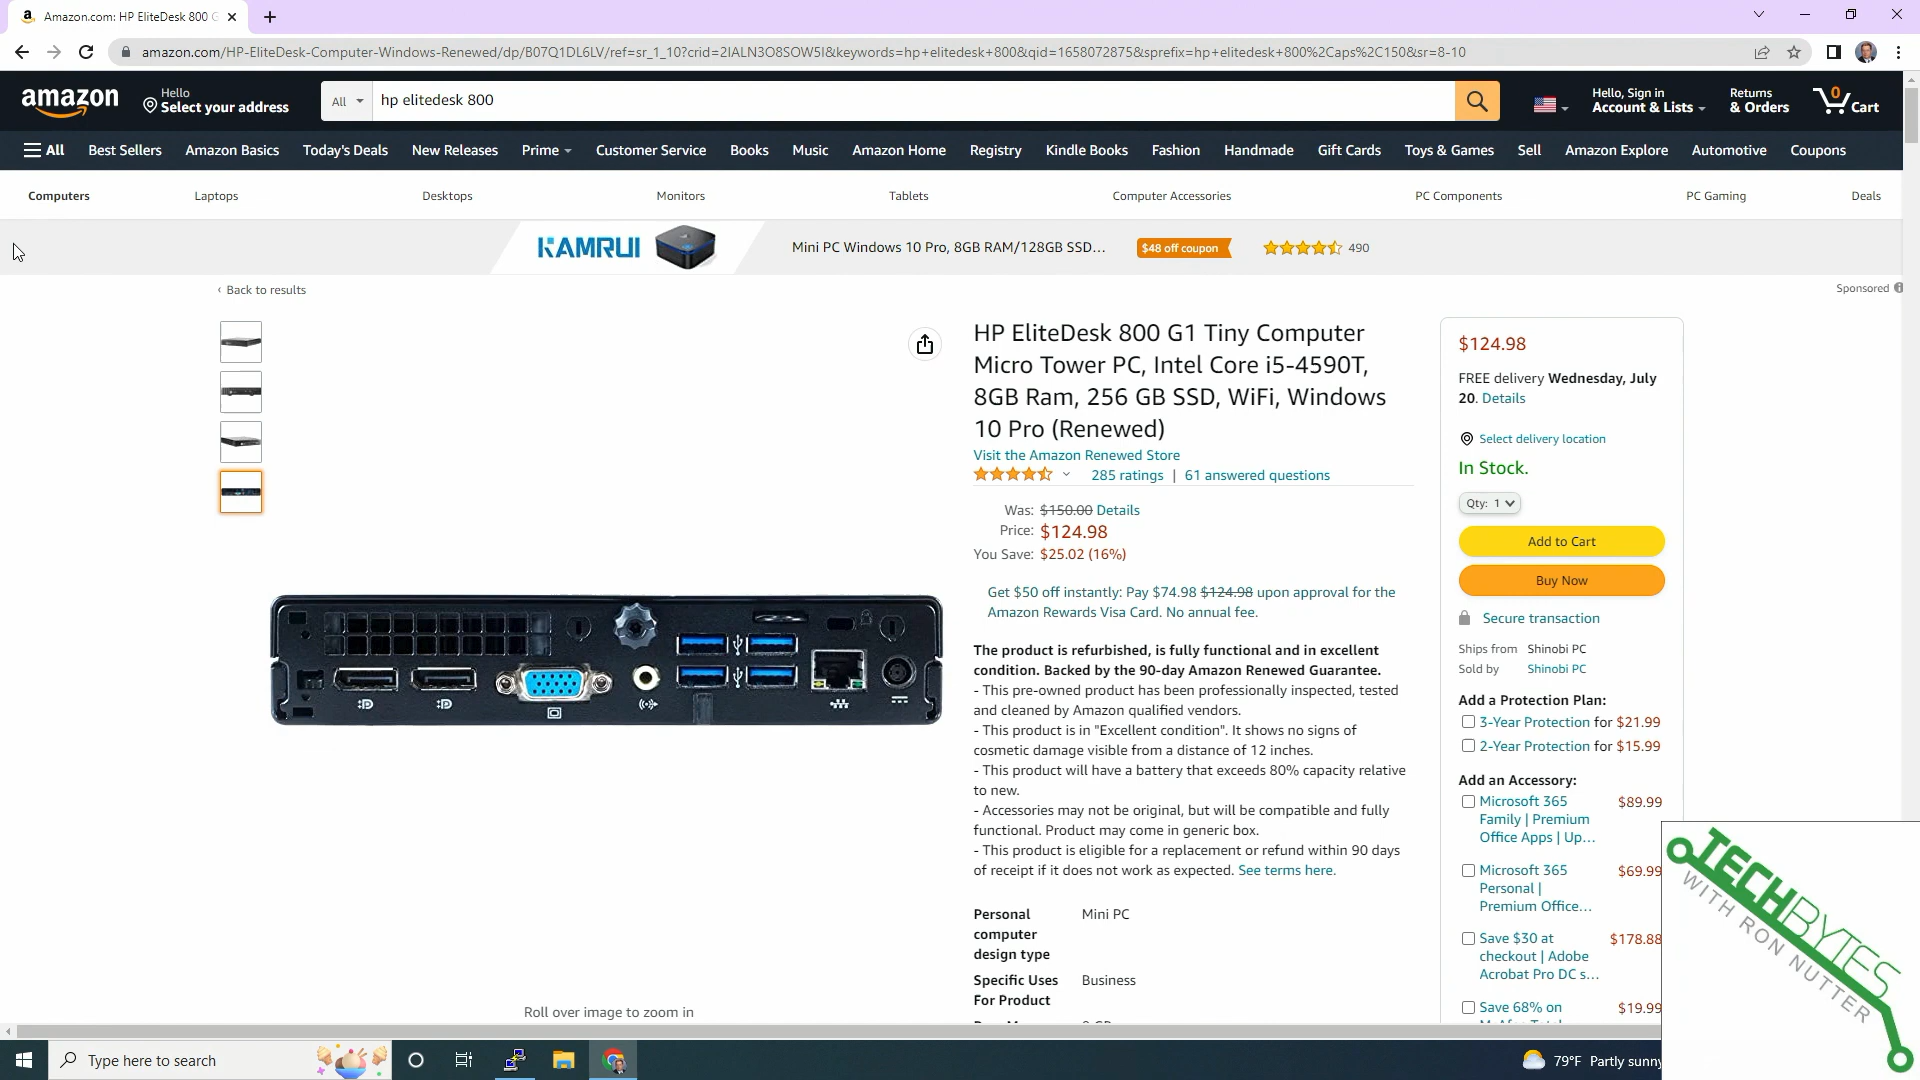 Amazon.com: HP EliteDesk 800 G
amazon.com/HP-EliteDesk-Computer-Windows-Renewed/dp/B07Q1DL6LV/ref=sr_1_10?crid=2IALN3O8SOW5I&keywords=hp+elitedesk+800&qid=1658072875&sprefix=hp+elitedesk+800%2Caps%2C150&sr=8-10
amazon
Hello
Select your address
All
hp elitedesk 800
Hello, Sign in
Account & Lists
Returns
& Orders
0
Cart
All Best Sellers Amazon Basics Today's Deals New Releases Prime Customer Service Books Music Amazon Home Registry Kindle Books Fashion Handmade Gift Cards Toys & Games Sell Amazon Explore Automotive Coupons
Computers Laptops Desktops Monitors Tablets Computer Accessories PC Components PC Gaming Deals
KAMRUI Mini PC Windows 10 Pro, 8GB RAM/128GB SSD... $48 off coupon 490
‹ Back to results
Sponsored
HP EliteDesk 800 G1 Tiny Computer
Micro Tower PC, Intel Core i5-4590T,
8GB Ram, 256 GB SSD, WiFi, Windows
10 Pro (Renewed)
Visit the Amazon Renewed Store
285 ratings | 61 answered questions
Was: $150.00 Details
Price: $124.98
You Save: $25.02 (16%)
Get $50 off instantly: Pay $74.98 $124.98 upon approval for the
Amazon Rewards Visa Card. No annual fee.
The product is refurbished, is fully functional and in excellent
condition. Backed by the 90-day Amazon Renewed Guarantee.
- This pre-owned product has been professionally inspected, tested
and cleaned by Amazon qualified vendors.
- This product is in "Excellent condition". It shows no signs of
cosmetic damage visible from a distance of 12 inches.
- This product will have a battery that exceeds 80% capacity relative
to new.
- Accessories may not be original, but will be compatible and fully
functional. Product may come in generic box.
- This product is eligible for a replacement or refund within 90 days
of receipt if it does not work as expected. See terms here.
Personal
computer
design type
Mini PC
Specific Uses
For Product
Business
Roll over image to zoom in
$124.98
FREE delivery Wednesday, July
20. Details
Select delivery location
In Stock.
Qty: 1
Add to Cart
Buy Now
Secure transaction
Ships from Shinobi PC
Sold by Shinobi PC
Add a Protection Plan:
3-Year Protection for $21.99
2-Year Protection for $15.99
Add an Accessory:
Microsoft 365 $89.99
Family | Premium
Office Apps | Up...
Microsoft 365 $69.99
Personal |
Premium Office...
Save $30 at $178.88
checkout | Adobe
Acrobat Pro DC s...
Save 68% on $19.99
TECHBYTES
WITH RON NUTTER
Type here to search
79°F Partly sunny